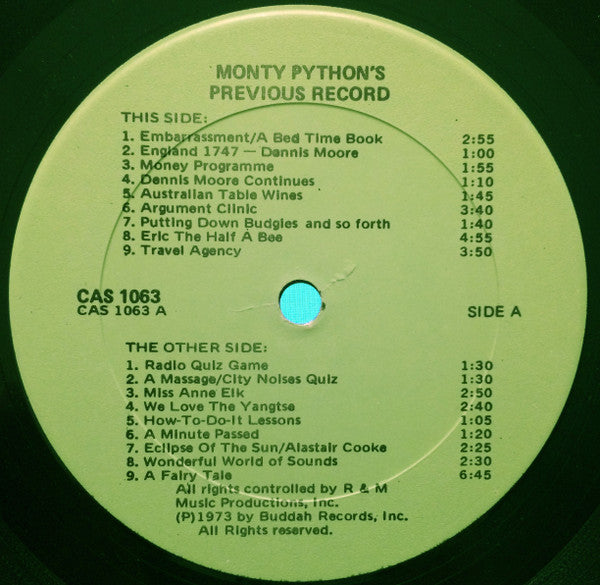 MONTY PYTHON'S
PREVIOUS RECORD
THIS SIDE:
1. Embarrassment/A Bed Time Book 2:55
2. England 1747 — Dennis Moore 1:00
3. Money Programme 1:55
4. Dennis Moore Continues 1:10
5. Australian Table Wines 1:45
6. Argument Clinic 3:40
7. Putting Down Budgies and so forth 1:40
8. Eric The Half A Bee 4:55
9. Travel Agency 3:50
CAS 1063
CAS 1063 A SIDE A
THE OTHER SIDE:
1. Radio Quiz Game 1:30
2. A Massage/City Noises Quiz 1:30
3. Miss Anne Elk 2:50
4. We Love The Yangtse 2:40
5. How-To-Do-It Lessons 1:05
6. A Minute Passed 1:20
7. Eclipse Of The Sun/Alastair Cooke 2:25
8. Wonderful World of Sounds 2:30
9. A Fairy Tale 6:45
All rights controlled by R & M
Music Productions, Inc.
(P)1973 by Buddah Records, Inc.
All Rights reserved.